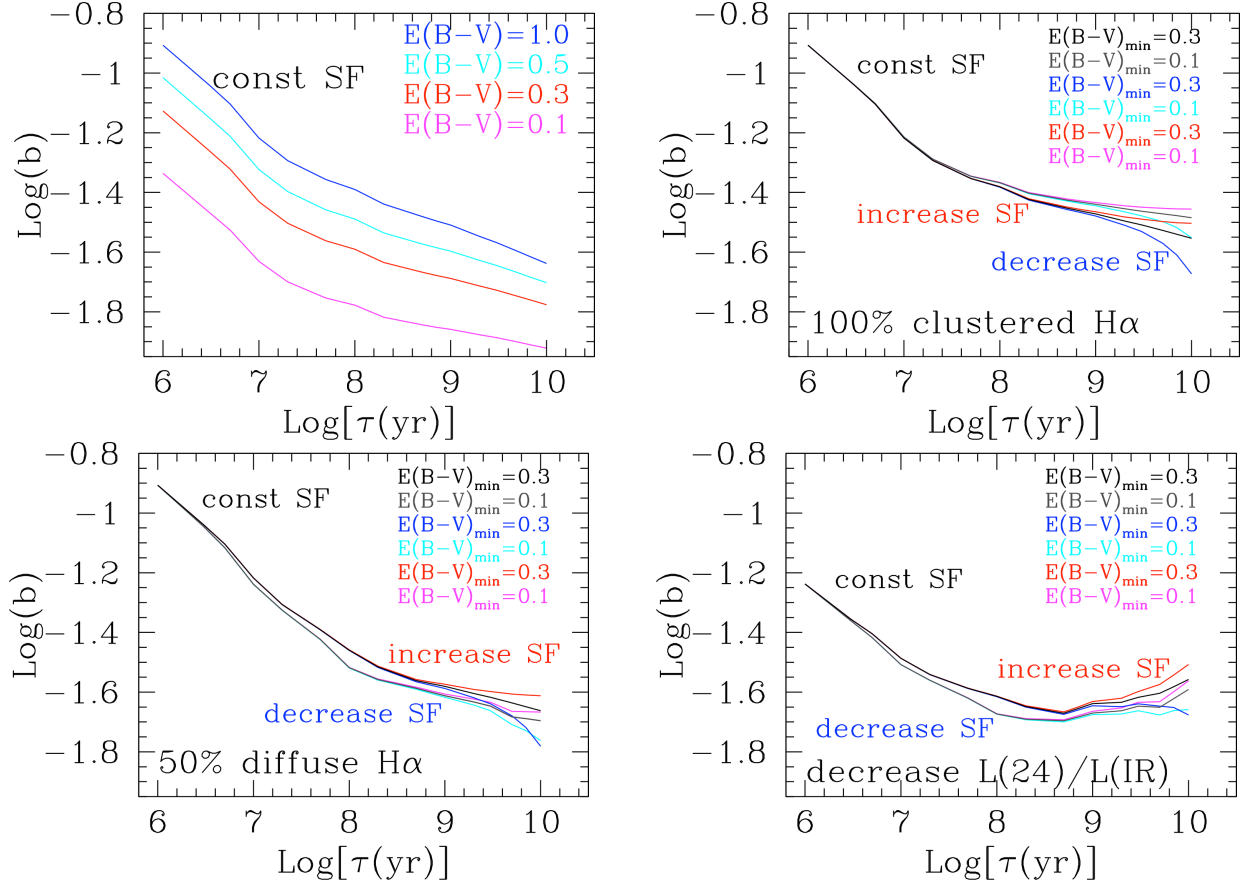 −0.8
−1
−1.2
−1.4
−1.6
−1.8
Log(b)
const SF
E(B−V)=1.0
E(B−V)=0.5
E(B−V)=0.3
E(B−V)=0.1
6 7 8 9 10
Log[τ(yr)]
−0.8
−1
−1.2
−1.4
−1.6
−1.8
Log(b)
const SF
E(B−V)min=0.3
E(B−V)min=0.1
E(B−V)min=0.3
E(B−V)min=0.1
E(B−V)min=0.3
E(B−V)min=0.1
increase SF
decrease SF
100% clustered Hα
6 7 8 9 10
Log[τ(yr)]
−0.8
−1
−1.2
−1.4
−1.6
−1.8
Log(b)
const SF
E(B−V)min=0.3
E(B−V)min=0.1
E(B−V)min=0.3
E(B−V)min=0.1
E(B−V)min=0.3
E(B−V)min=0.1
increase SF
decrease SF
50% diffuse Hα
6 7 8 9 10
Log[τ(yr)]
−0.8
−1
−1.2
−1.4
−1.6
−1.8
Log(b)
const SF
E(B−V)min=0.3
E(B−V)min=0.1
E(B−V)min=0.3
E(B−V)min=0.1
E(B−V)min=0.3
E(B−V)min=0.1
increase SF
decrease SF
decrease L(24)/L(IR)
6 7 8 9 10
Log[τ(yr)]